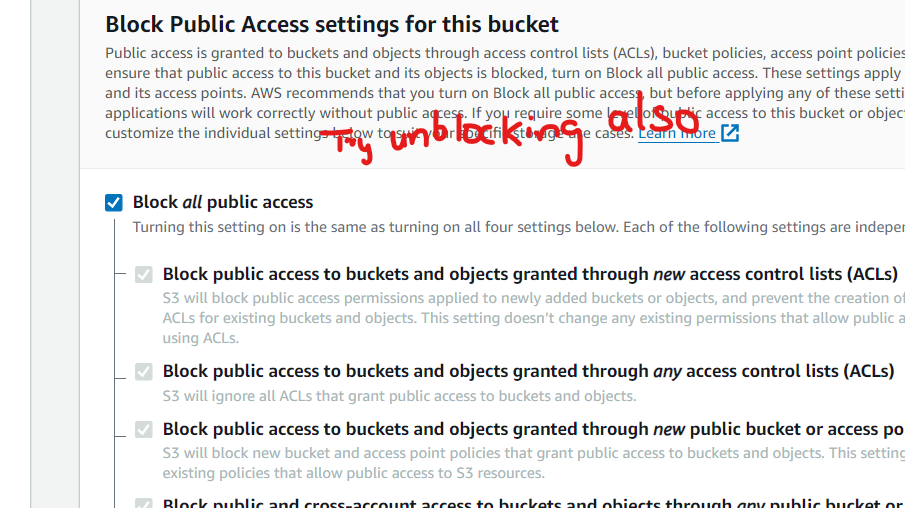 Block Public Access settings for this bucket
Public access is granted to buckets and objects through access control lists (ACLs), bucket policies, access point policies
ensure that public access to this bucket and its objects is blocked, turn on Block all public access. These settings apply
and its access points. AWS recommends that you turn on Block all public access, but before applying any of these setti
applications will work correctly without public access. If you require some level of public access to this bucket or objec
customize the individual settings below to suit your specific storage use cases. Learn more
Try unblocking also
Block all public access
Turning this setting on is the same as turning on all four settings below. Each of the following settings are indeper
Block public access to buckets and objects granted through new access control lists (ACLs)
S3 will block public access permissions applied to newly added buckets or objects, and prevent the creation of
ACLs for existing buckets and objects. This setting doesn't change any existing permissions that allow public a
using ACLs.
Block public access to buckets and objects granted through any access control lists (ACLs)
S3 will ignore all ACLs that grant public access to buckets and objects.
Block public access to buckets and objects granted through new public bucket or access po
S3 will block new bucket and access point policies that grant public access to buckets and objects. This setting
existing policies that allow public access to S3 resources.
Block public and cross-account access to buckets and objects through any public bucket or